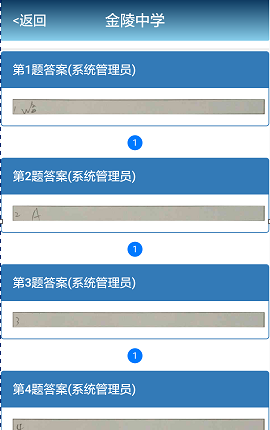 <返回 金陵中学
第1题答案(系统管理员)
1
1
第2题答案(系统管理员)
2 A
1
第3题答案(系统管理员)
3
1
第4题答案(系统管理员)